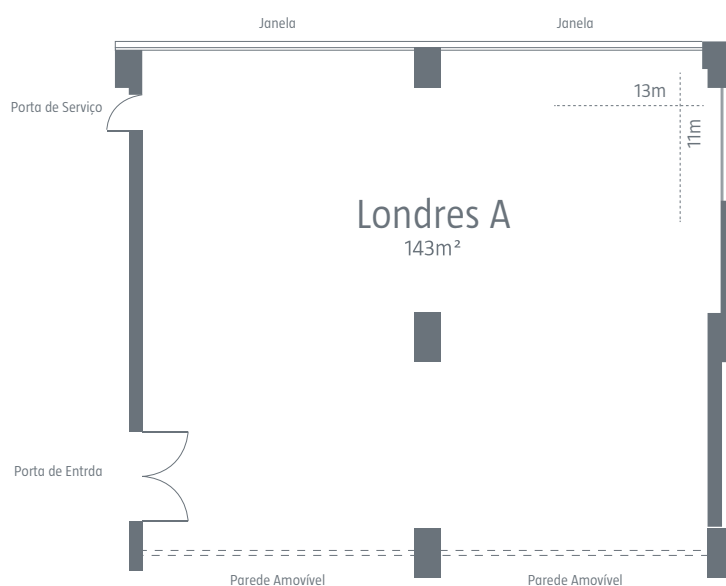 Janela
Janela
Porta de Serviço
13m
11m
Londres A
143m²
Porta de Entrda
Parede Amovível
Parede Amovível